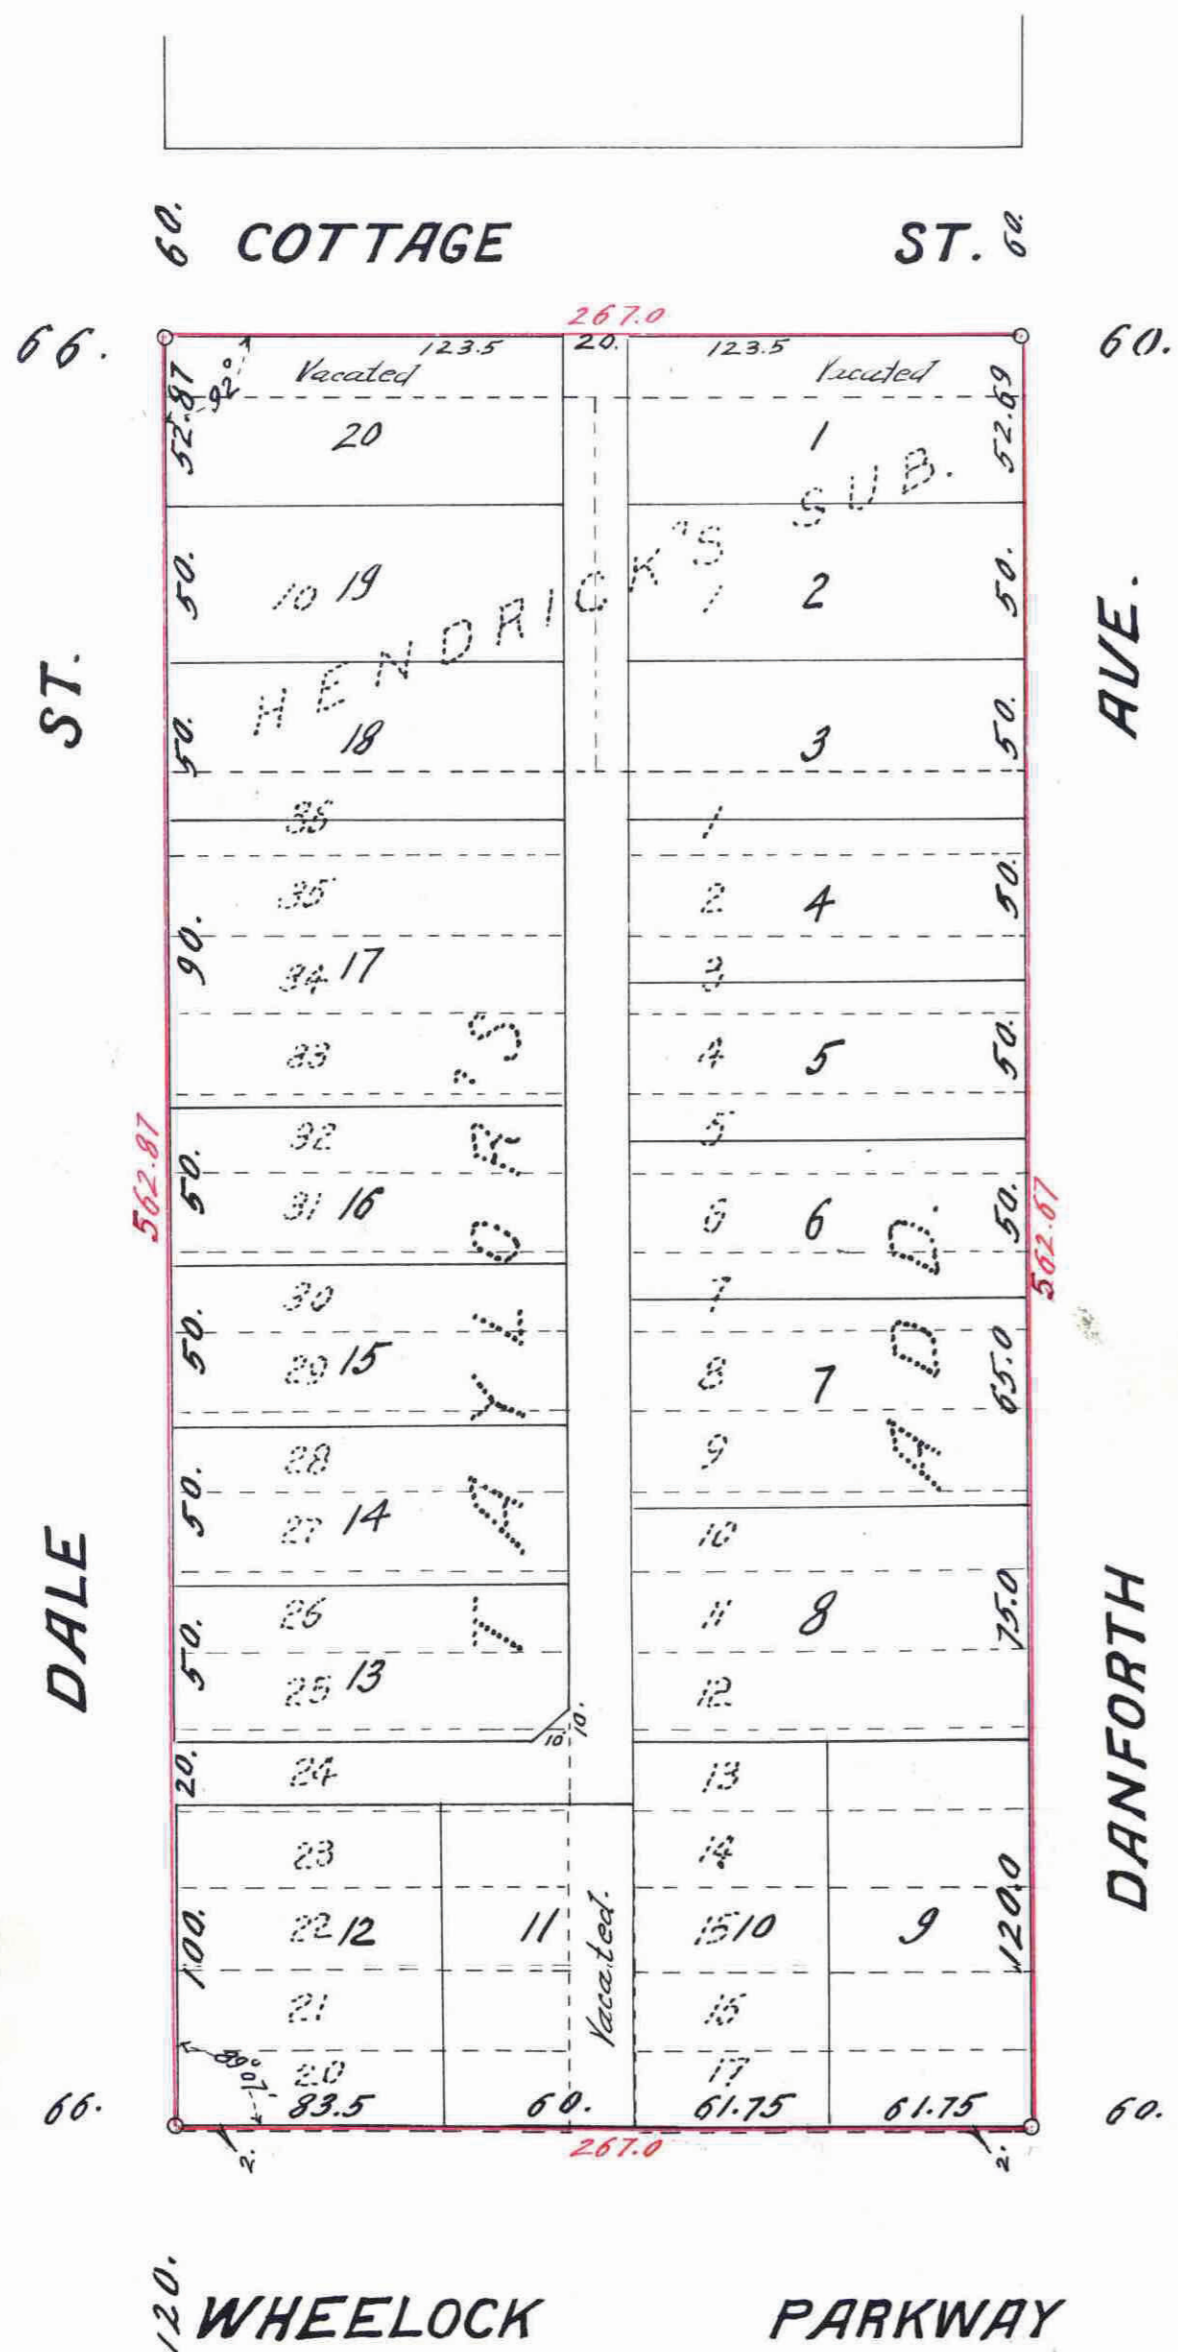 60. COTTAGE ST. 60.
267.0
66. 60.
123.5 20. 123.5
Vacated Vacated
52.87 92° 52.69
20 1
HENDRICK'S SUB.
50. 10 19 1 2 50.
50. 18 3 50.
36 1
35 2 4 50.
90. 34 17 3
33 4 5 50.
32 5
50. 31 16 6 6 50.
562.87 562.67
30 7
50. 29 15 8 7 65.0
28 9
50. 27 14 10
26 11 8 75.0
50. 25 13 12
10. 10.
20. 24 13
23 14
100. 22 12 11 Vacated. 15 10 9 120.0
21 16
20 17
83.5 60. 61.75 61.75
66. 60.
2. 267.0 2.
TAYLOR'S
ADD.
DALE ST.
DANFORTH AVE.
120. WHEELOCK PARKWAY